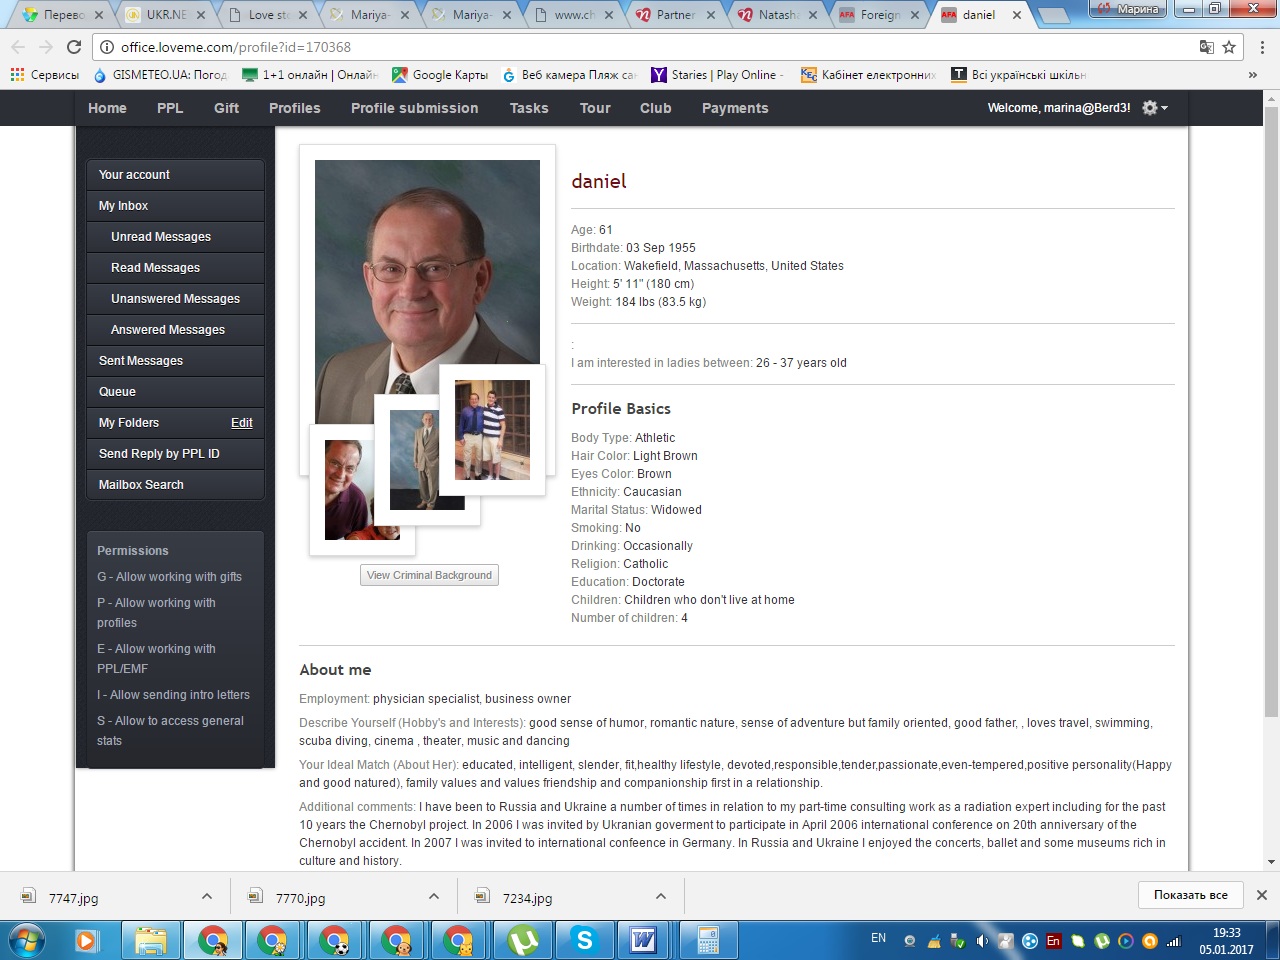 Перево
UKR.NE
Love sto
Mariya-
Mariya-
www.ch
Partner
Natasha
Foreign
daniel
Марина
office.loveme.com/profile?id=170368
Сервисы
GISMETEO.UA: Погод
1+1 онлайн | Онлайн
Google Карты
Веб камера Пляж сан
Staries | Play Online -
Кабінет електронних
Всі українські шкільн
Home PPL Gift Profiles Profile submission Tasks Tour Club Payments
Welcome, marina@Berd3!
Your account
My Inbox
Unread Messages
Read Messages
Unanswered Messages
Answered Messages
Sent Messages
Queue
My Folders Edit
Send Reply by PPL ID
Mailbox Search
Permissions
G - Allow working with gifts
P - Allow working with
profiles
E - Allow working with
PPL/EMF
I - Allow sending intro letters
S - Allow to access general
stats
View Criminal Background
daniel
Age: 61
Birthdate: 03 Sep 1955
Location: Wakefield, Massachusetts, United States
Height: 5' 11" (180 cm)
Weight: 184 lbs (83.5 kg)
:
I am interested in ladies between: 26 - 37 years old
Profile Basics
Body Type: Athletic
Hair Color: Light Brown
Eyes Color: Brown
Ethnicity: Caucasian
Marital Status: Widowed
Smoking: No
Drinking: Occasionally
Religion: Catholic
Education: Doctorate
Children: Children who don't live at home
Number of children: 4
About me
Employment: physician specialist, business owner
Describe Yourself (Hobby's and Interests): good sense of humor, romantic nature, sense of adventure but family oriented, good father, , loves travel, swimming,
scuba diving, cinema , theater, music and dancing
Your Ideal Match (About Her): educated, intelligent, slender, fit,healthy lifestyle, devoted,responsible,tender,passionate,even-tempered,positive personality(Happy
and good natured), family values and values friendship and companionship first in a relationship.
Additional comments: I have been to Russia and Ukraine a number of times in relation to my part-time consulting work as a radiation expert including for the past
10 years the Chernobyl project. In 2006 I was invited by Ukranian goverment to participate in April 2006 international conference on 20th anniversary of the
Chernobyl accident. In 2007 I was invited to international confeence in Germany. In Russia and Ukraine I enjoyed the concerts, ballet and some museums rich in
culture and history.
7747.jpg
7770.jpg
7234.jpg
Показать все
EN
En
19:33
05.01.2017